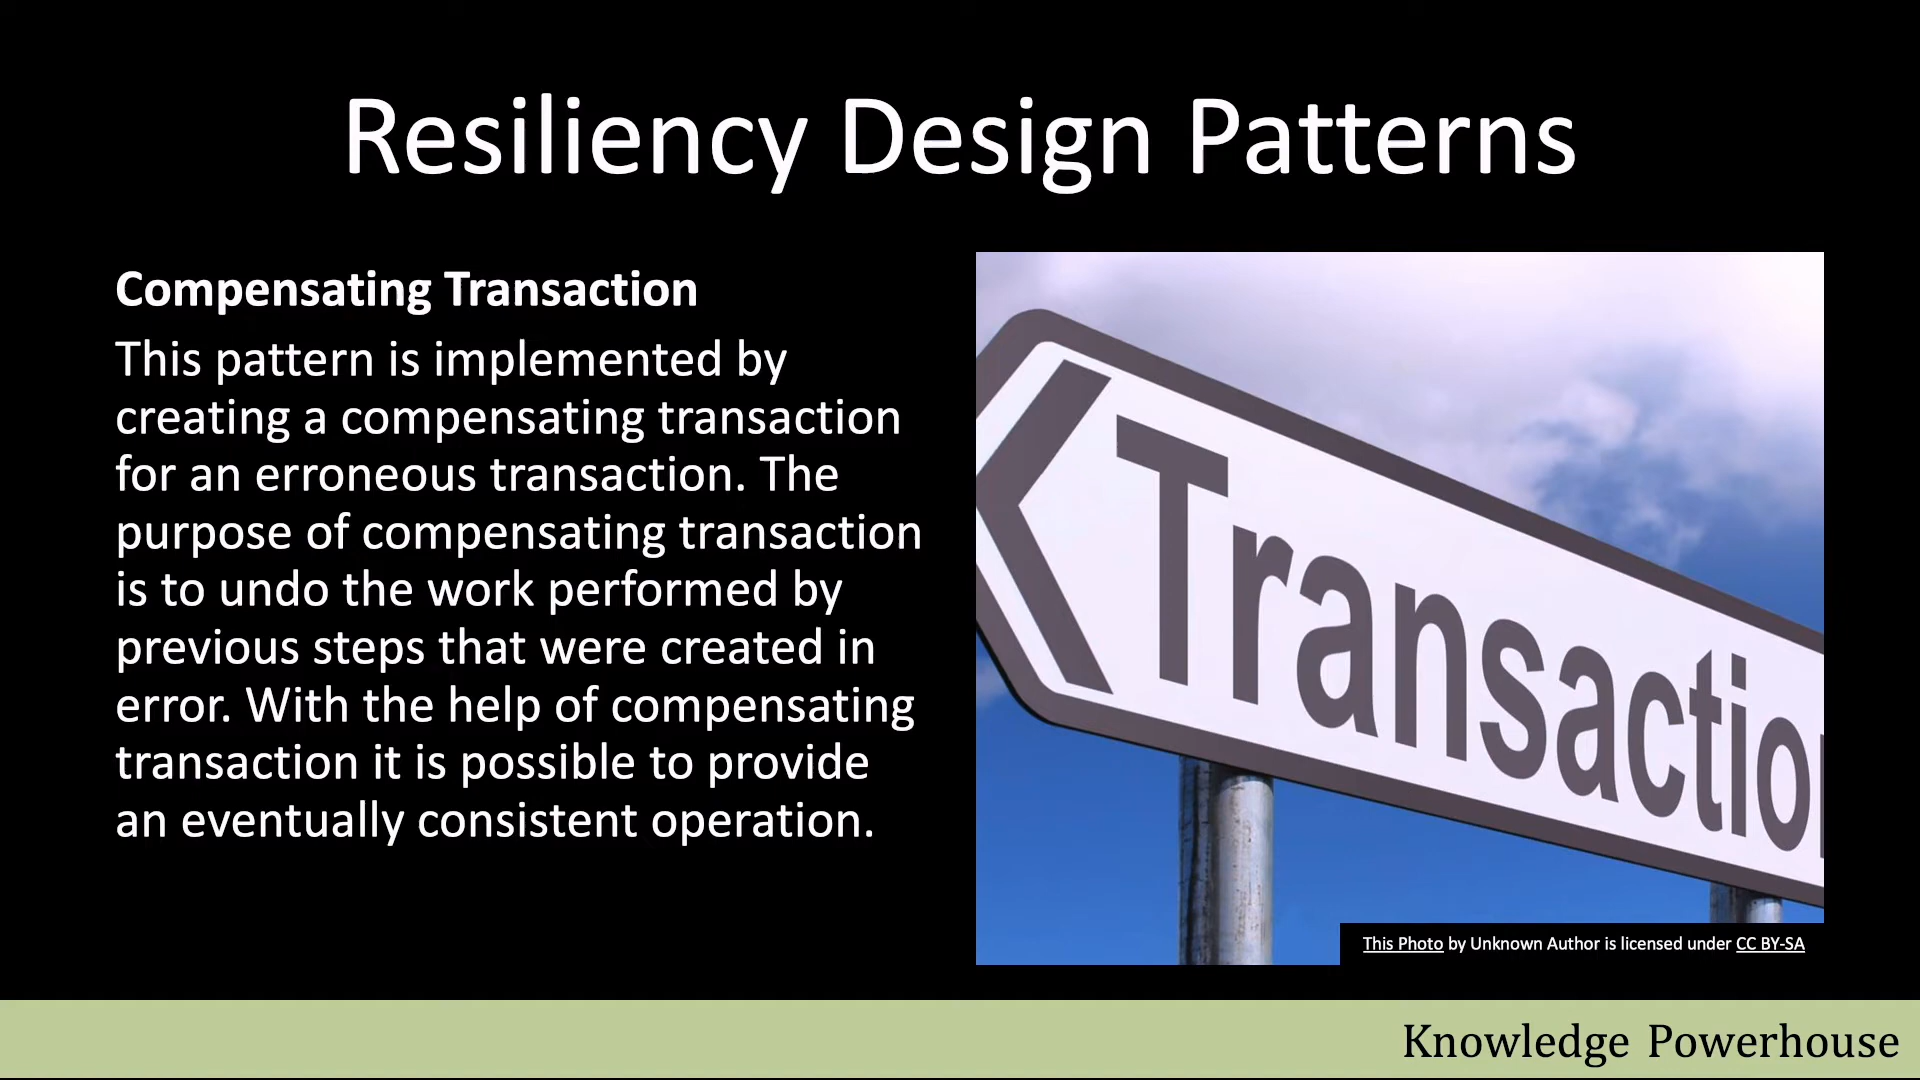 Resiliency Design Patterns
Compensating Transaction
This pattern is implemented by
creating a compensating transaction
for an erroneous transaction. The
purpose of compensating transaction
is to undo the work performed by
previous steps that were created in
error. With the help of compensating
transaction it is possible to provide
an eventually consistent operation.
Transactio
This Photo by Unknown Author is licensed under CC BY-SA
Knowledge Powerhouse